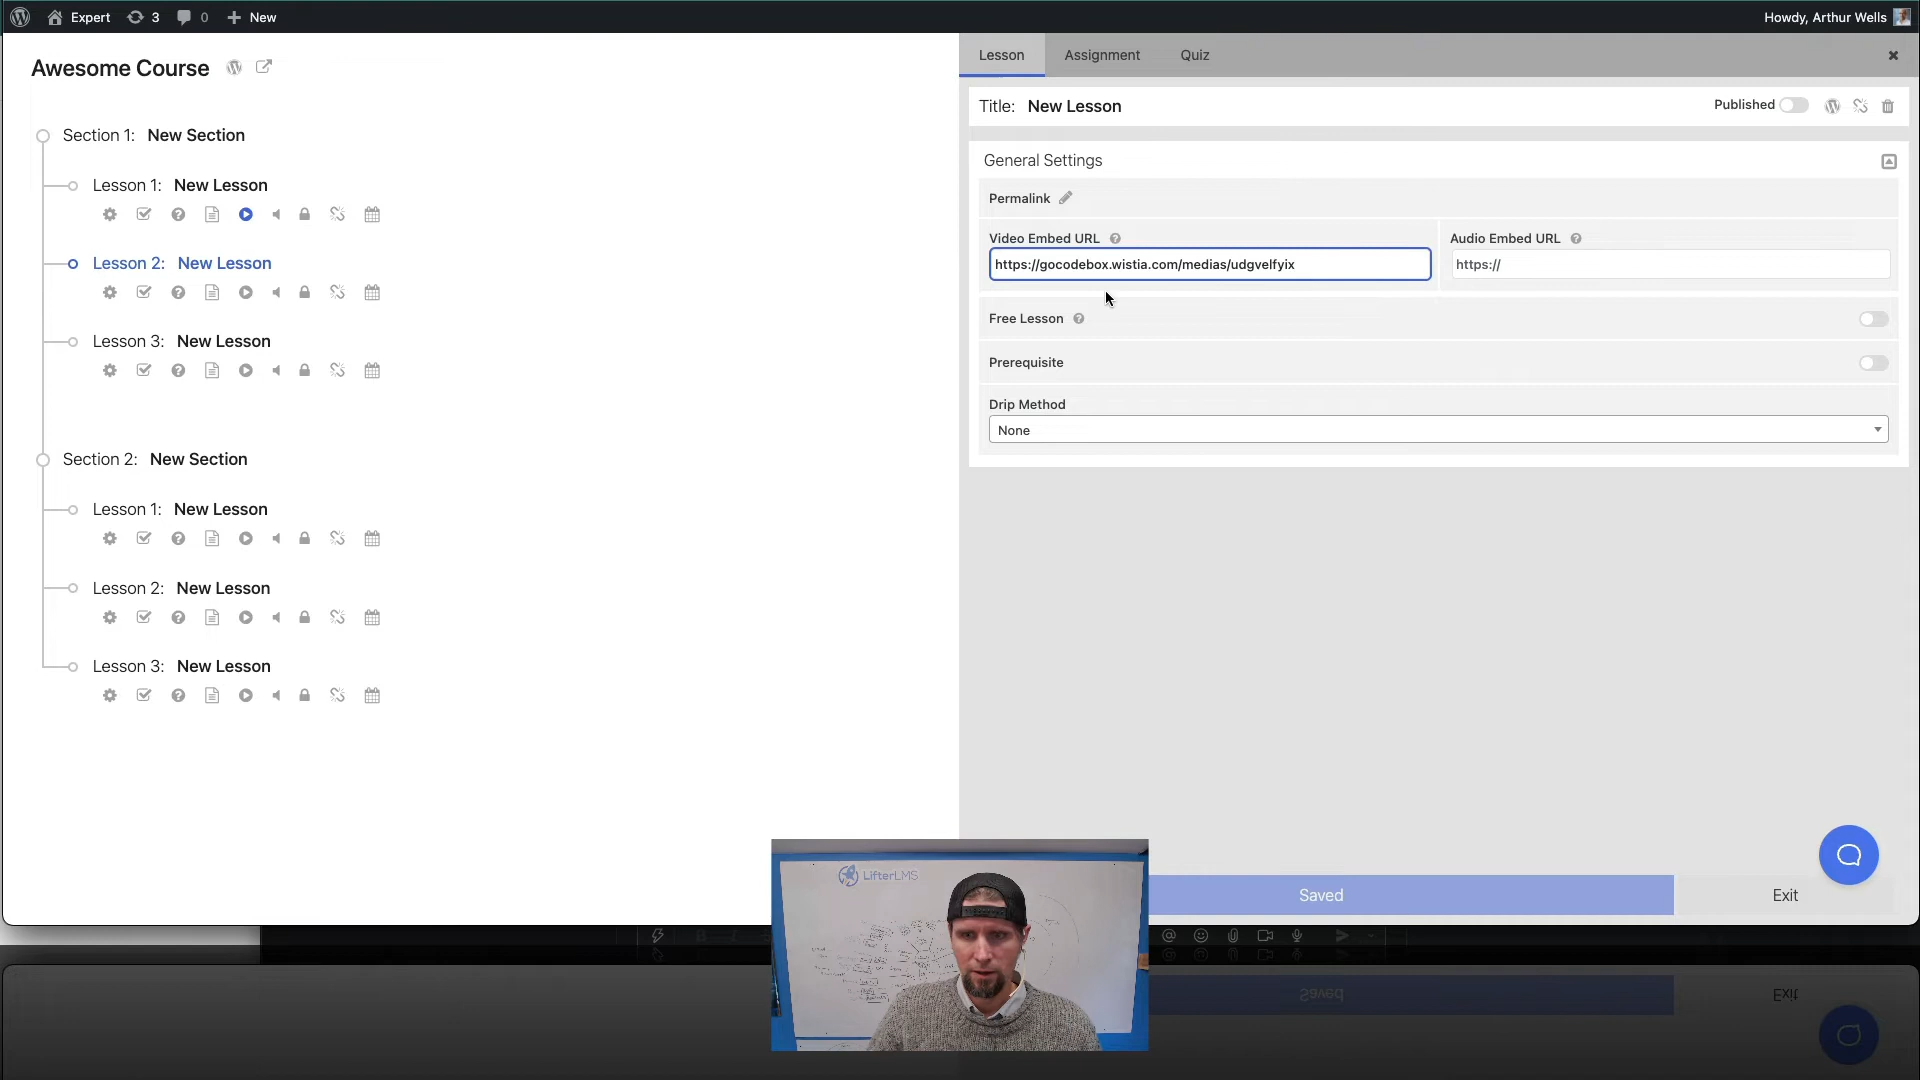 Expert 3 0 New Howdy, Arthur Wells
Awesome Course
Section 1: New Section
Lesson 1: New Lesson
Lesson 2: New Lesson
Lesson 3: New Lesson
Section 2: New Section
Lesson 1: New Lesson
Lesson 2: New Lesson
Lesson 3: New Lesson
Lesson Assignment Quiz
Title: New Lesson Published
General Settings
Permalink
Video Embed URL Audio Embed URL
https://gocodebox.wistia.com/medias/udgvelfyix https://
Free Lesson
Prerequisite
Drip Method
None
Saved Exit
LifterLMS
Saved Exit